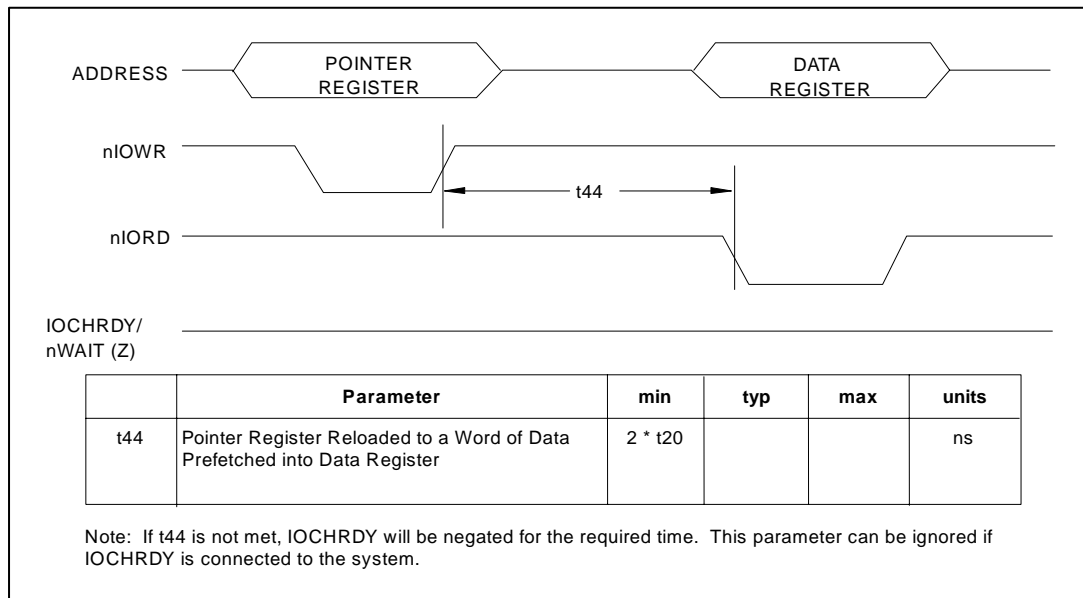 POINTER
REGISTER
DATA
REGISTER
ADDRESS
nIOWR
t44
nIORD
IOCHRDY/
nWAIT (Z)
Parameter min typ max units
t44 Pointer Register Reloaded to a Word of Data 2 * t20 ns
Prefetched into Data Register
Note: If t44 is not met, IOCHRDY will be negated for the required time. This parameter can be ignored if
IOCHRDY is connected to the system.